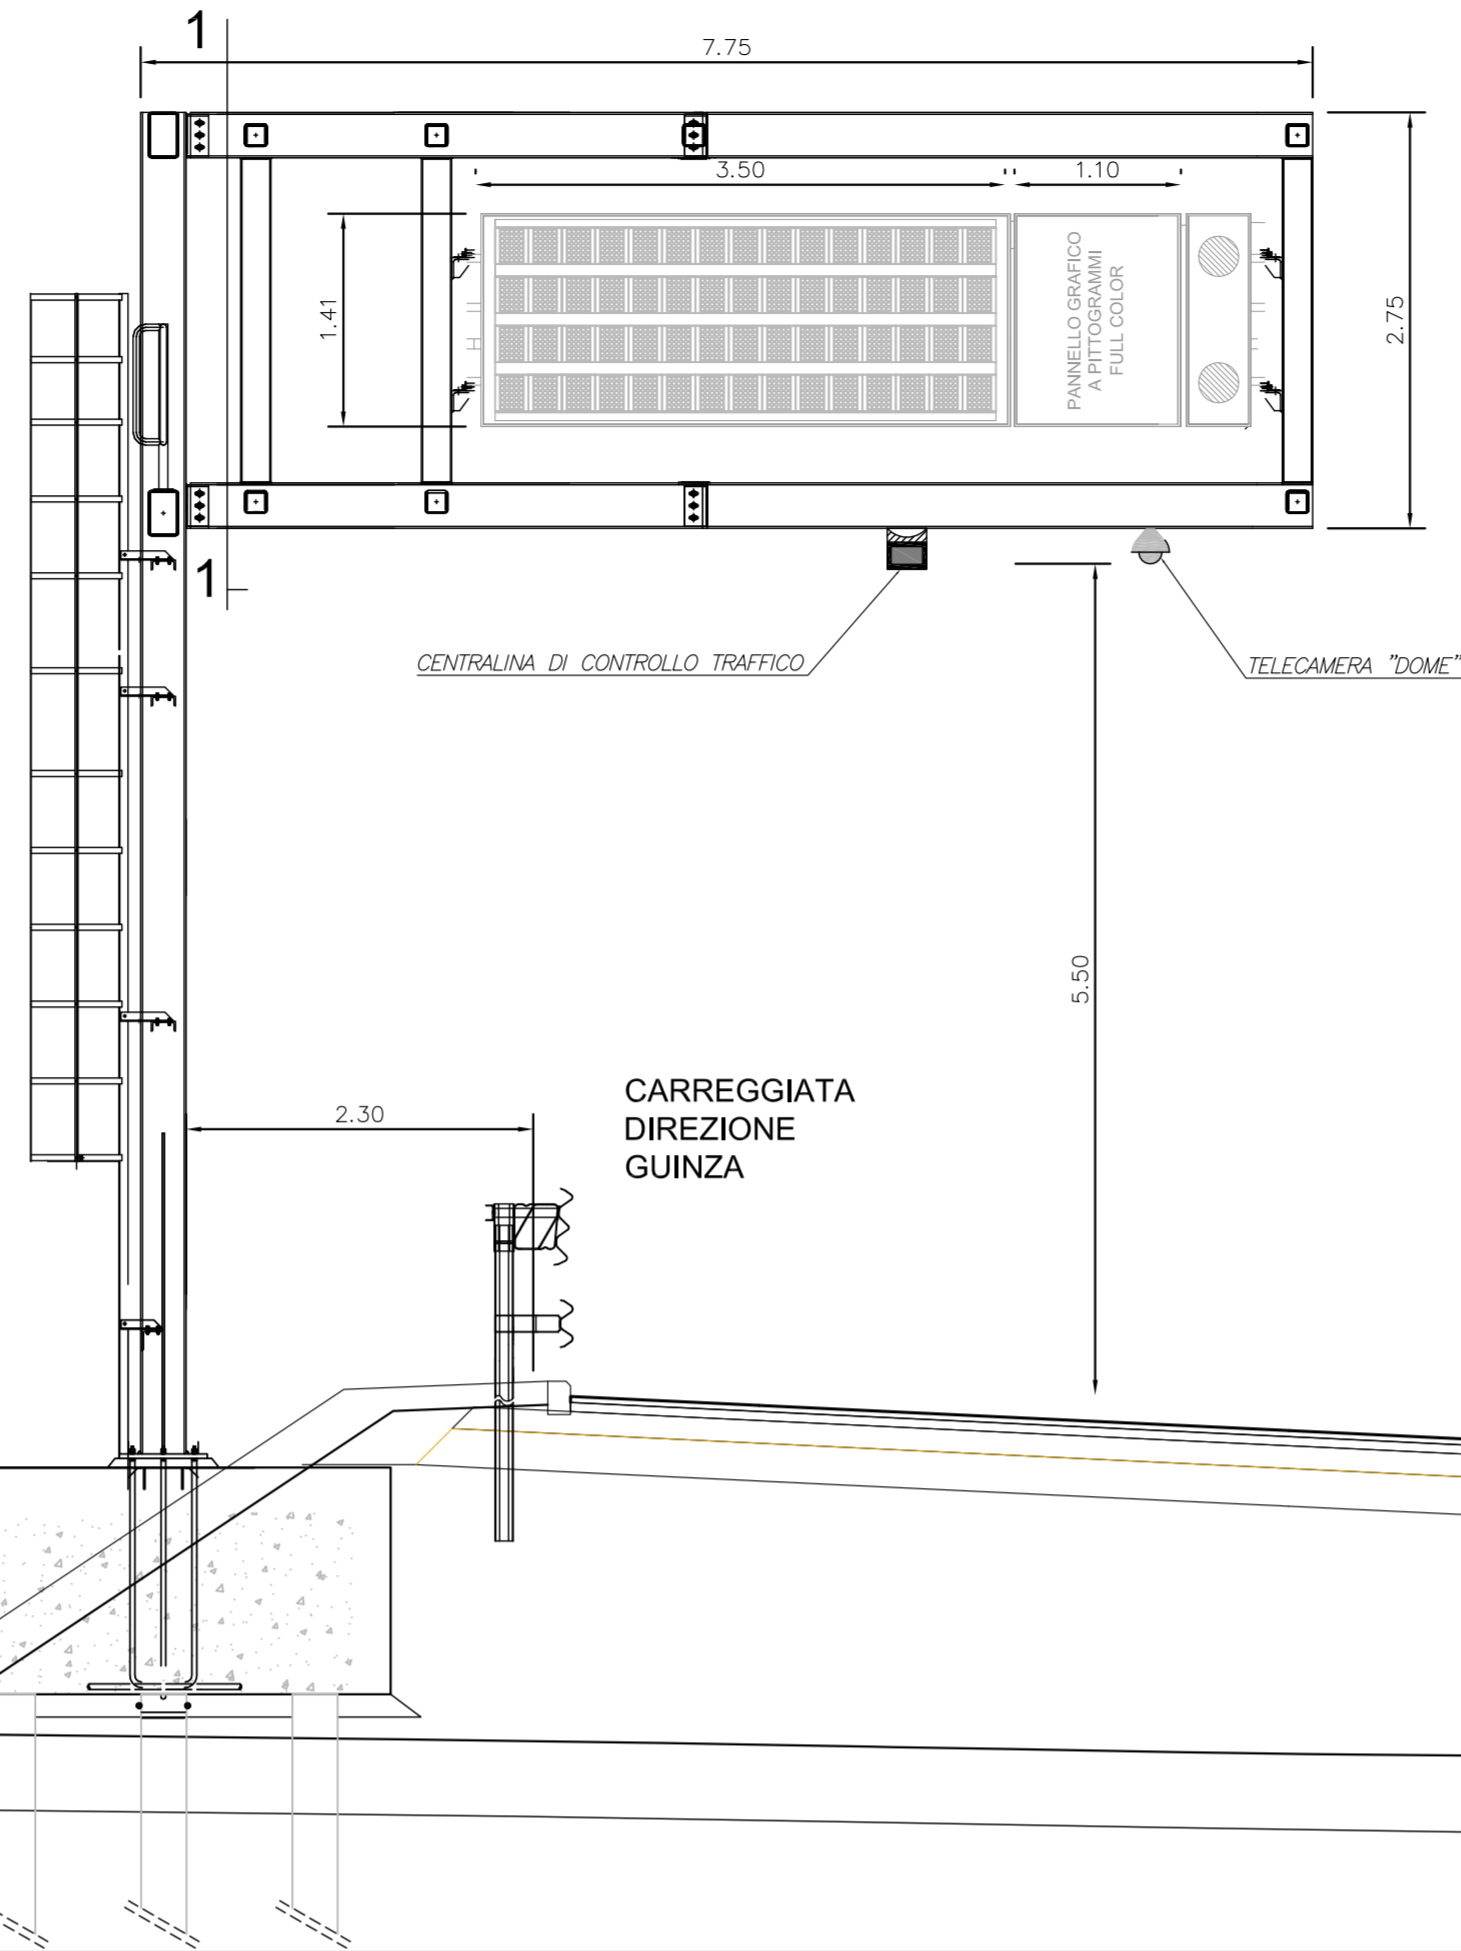 1
7.75
3.50
1.10
1.41
PANNELLO GRAFICO
A PITTOGRAMMI
FULL COLOR
2.75
1
CENTRALINA DI CONTROLLO TRAFFICO
TELECAMERA "DOME"
5.50
CARREGGIATA
DIREZIONE
GUINZA
2.30